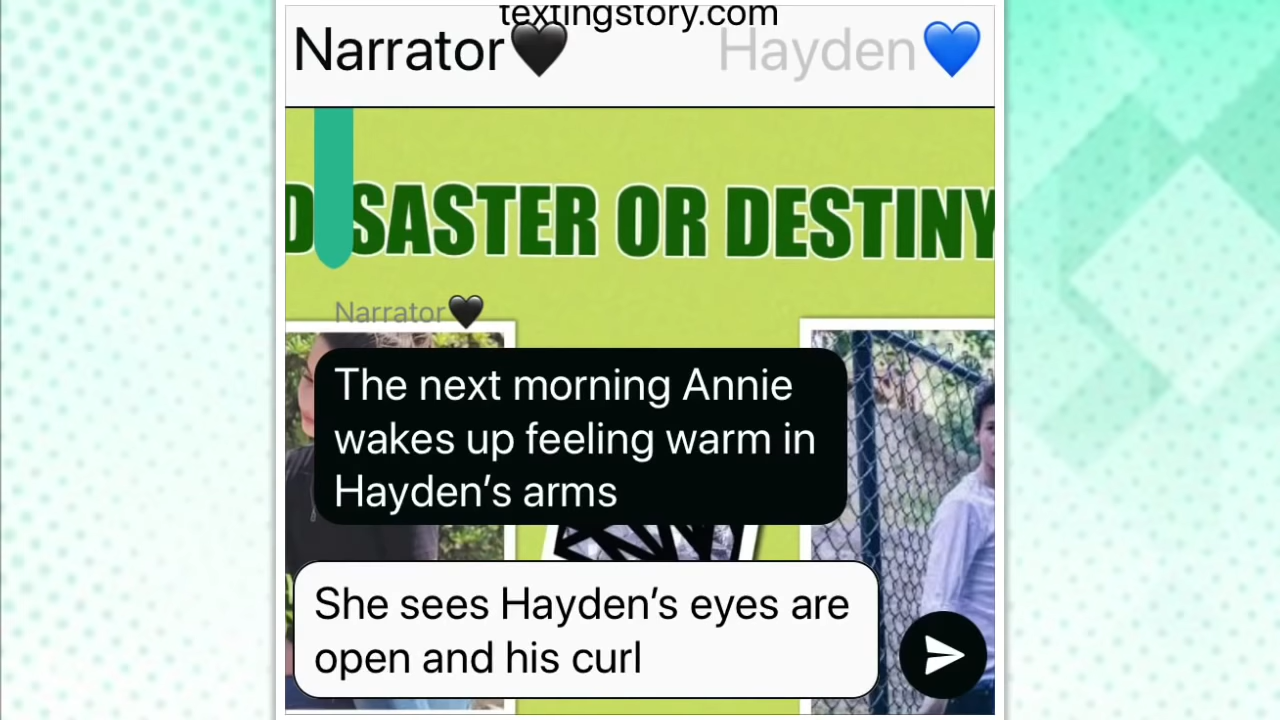 textingstory.com
Narrator🖤 Hayden💙
D SASTER OR DESTINY
Narrator🖤
The next morning Annie
wakes up feeling warm in
Hayden’s arms
She sees Hayden’s eyes are
open and his curl